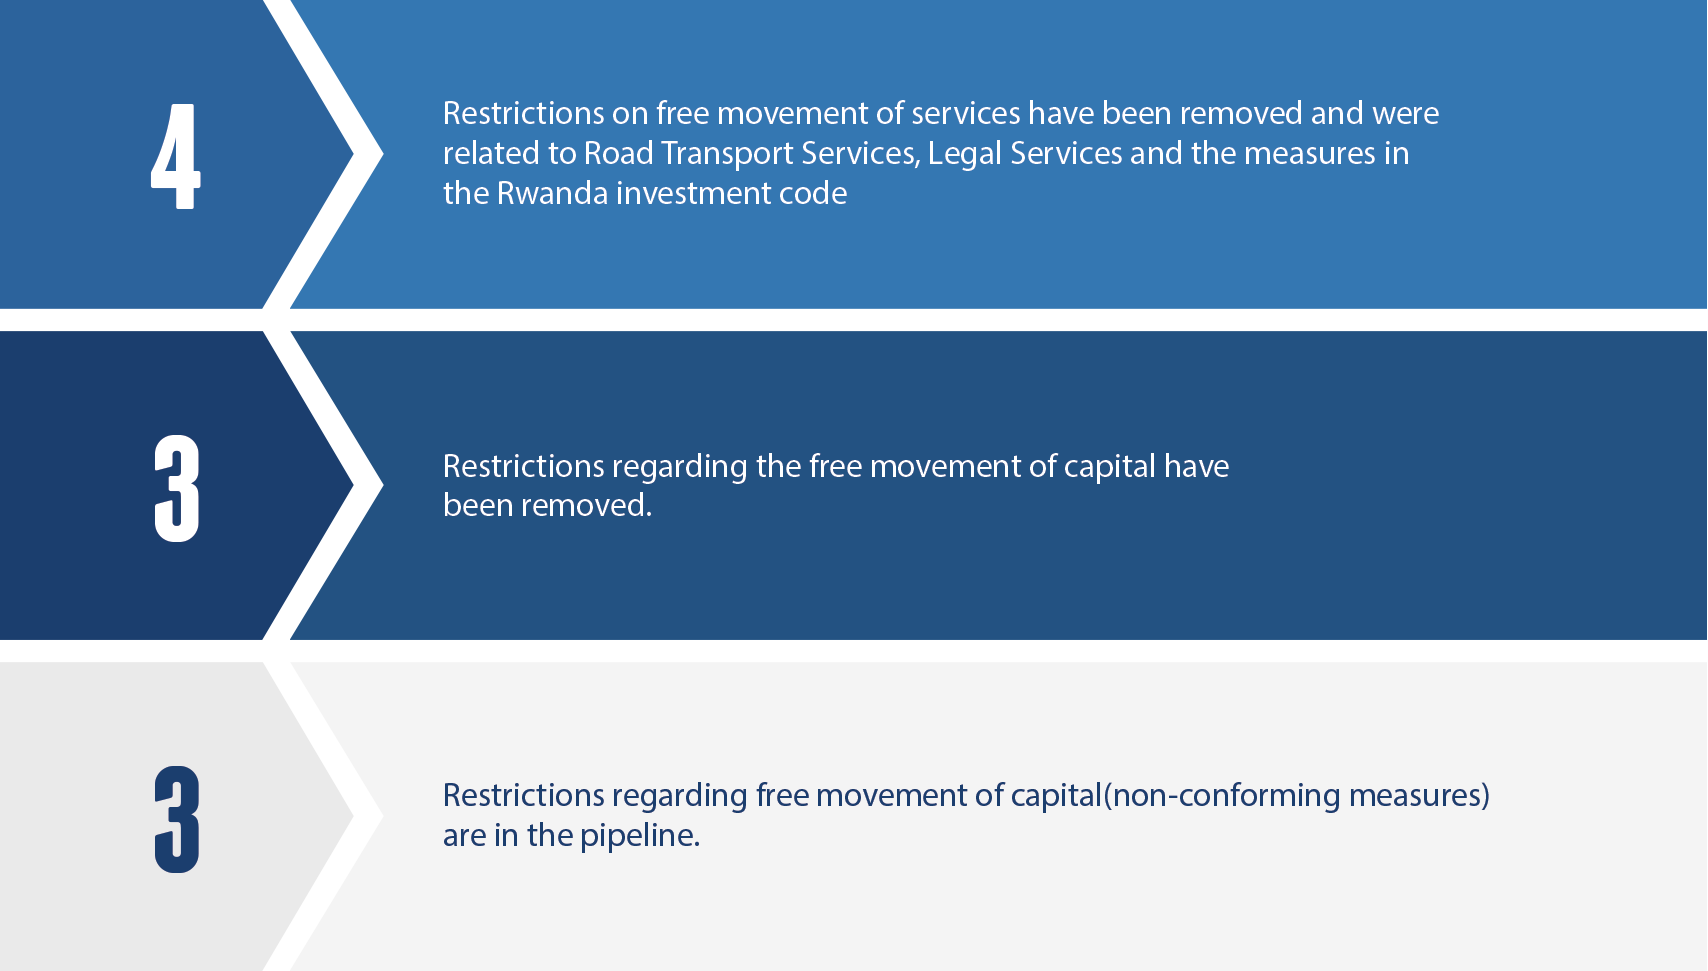 4
Restrictions on free movement of services have been removed and were
related to Road Transport Services, Legal Services and the measures in
the Rwanda investment code
3
Restrictions regarding the free movement of capital have
been removed.
3
Restrictions regarding free movement of capital(non-conforming measures)
are in the pipeline.